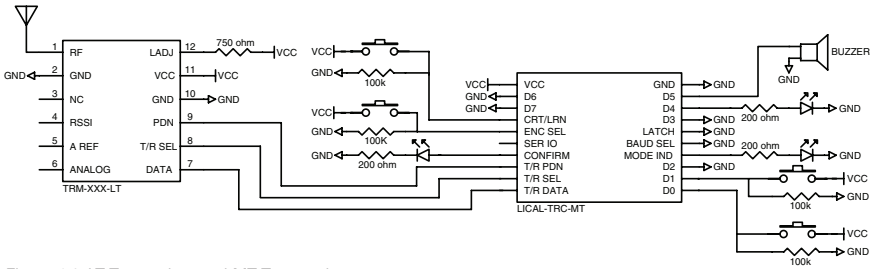 1 RF LADJ 12 750 ohm VCC
GND 2 GND VCC 11 VCC
3 NC GND 10 GND
4 RSSI PDN 9
5 A REF T/R SEL 8
6 ANALOG DATA 7
TRM-XXX-LT
VCC
GND
100k
VCC
GND
100K
GND
200 ohm
VCC VCC GND GND
GND D6 D5
GND D7 D4
CRT/LRN D3 GND
ENC SEL LATCH GND
SER IO BAUD SEL GND
CONFIRM MODE IND
T/R PDN D2 GND
T/R SEL D1
T/R DATA D0
LICAL-TRC-MT
BUZZER
GND
200 ohm
GND
200 ohm
GND
VCC
GND
100k
VCC
GND
100k